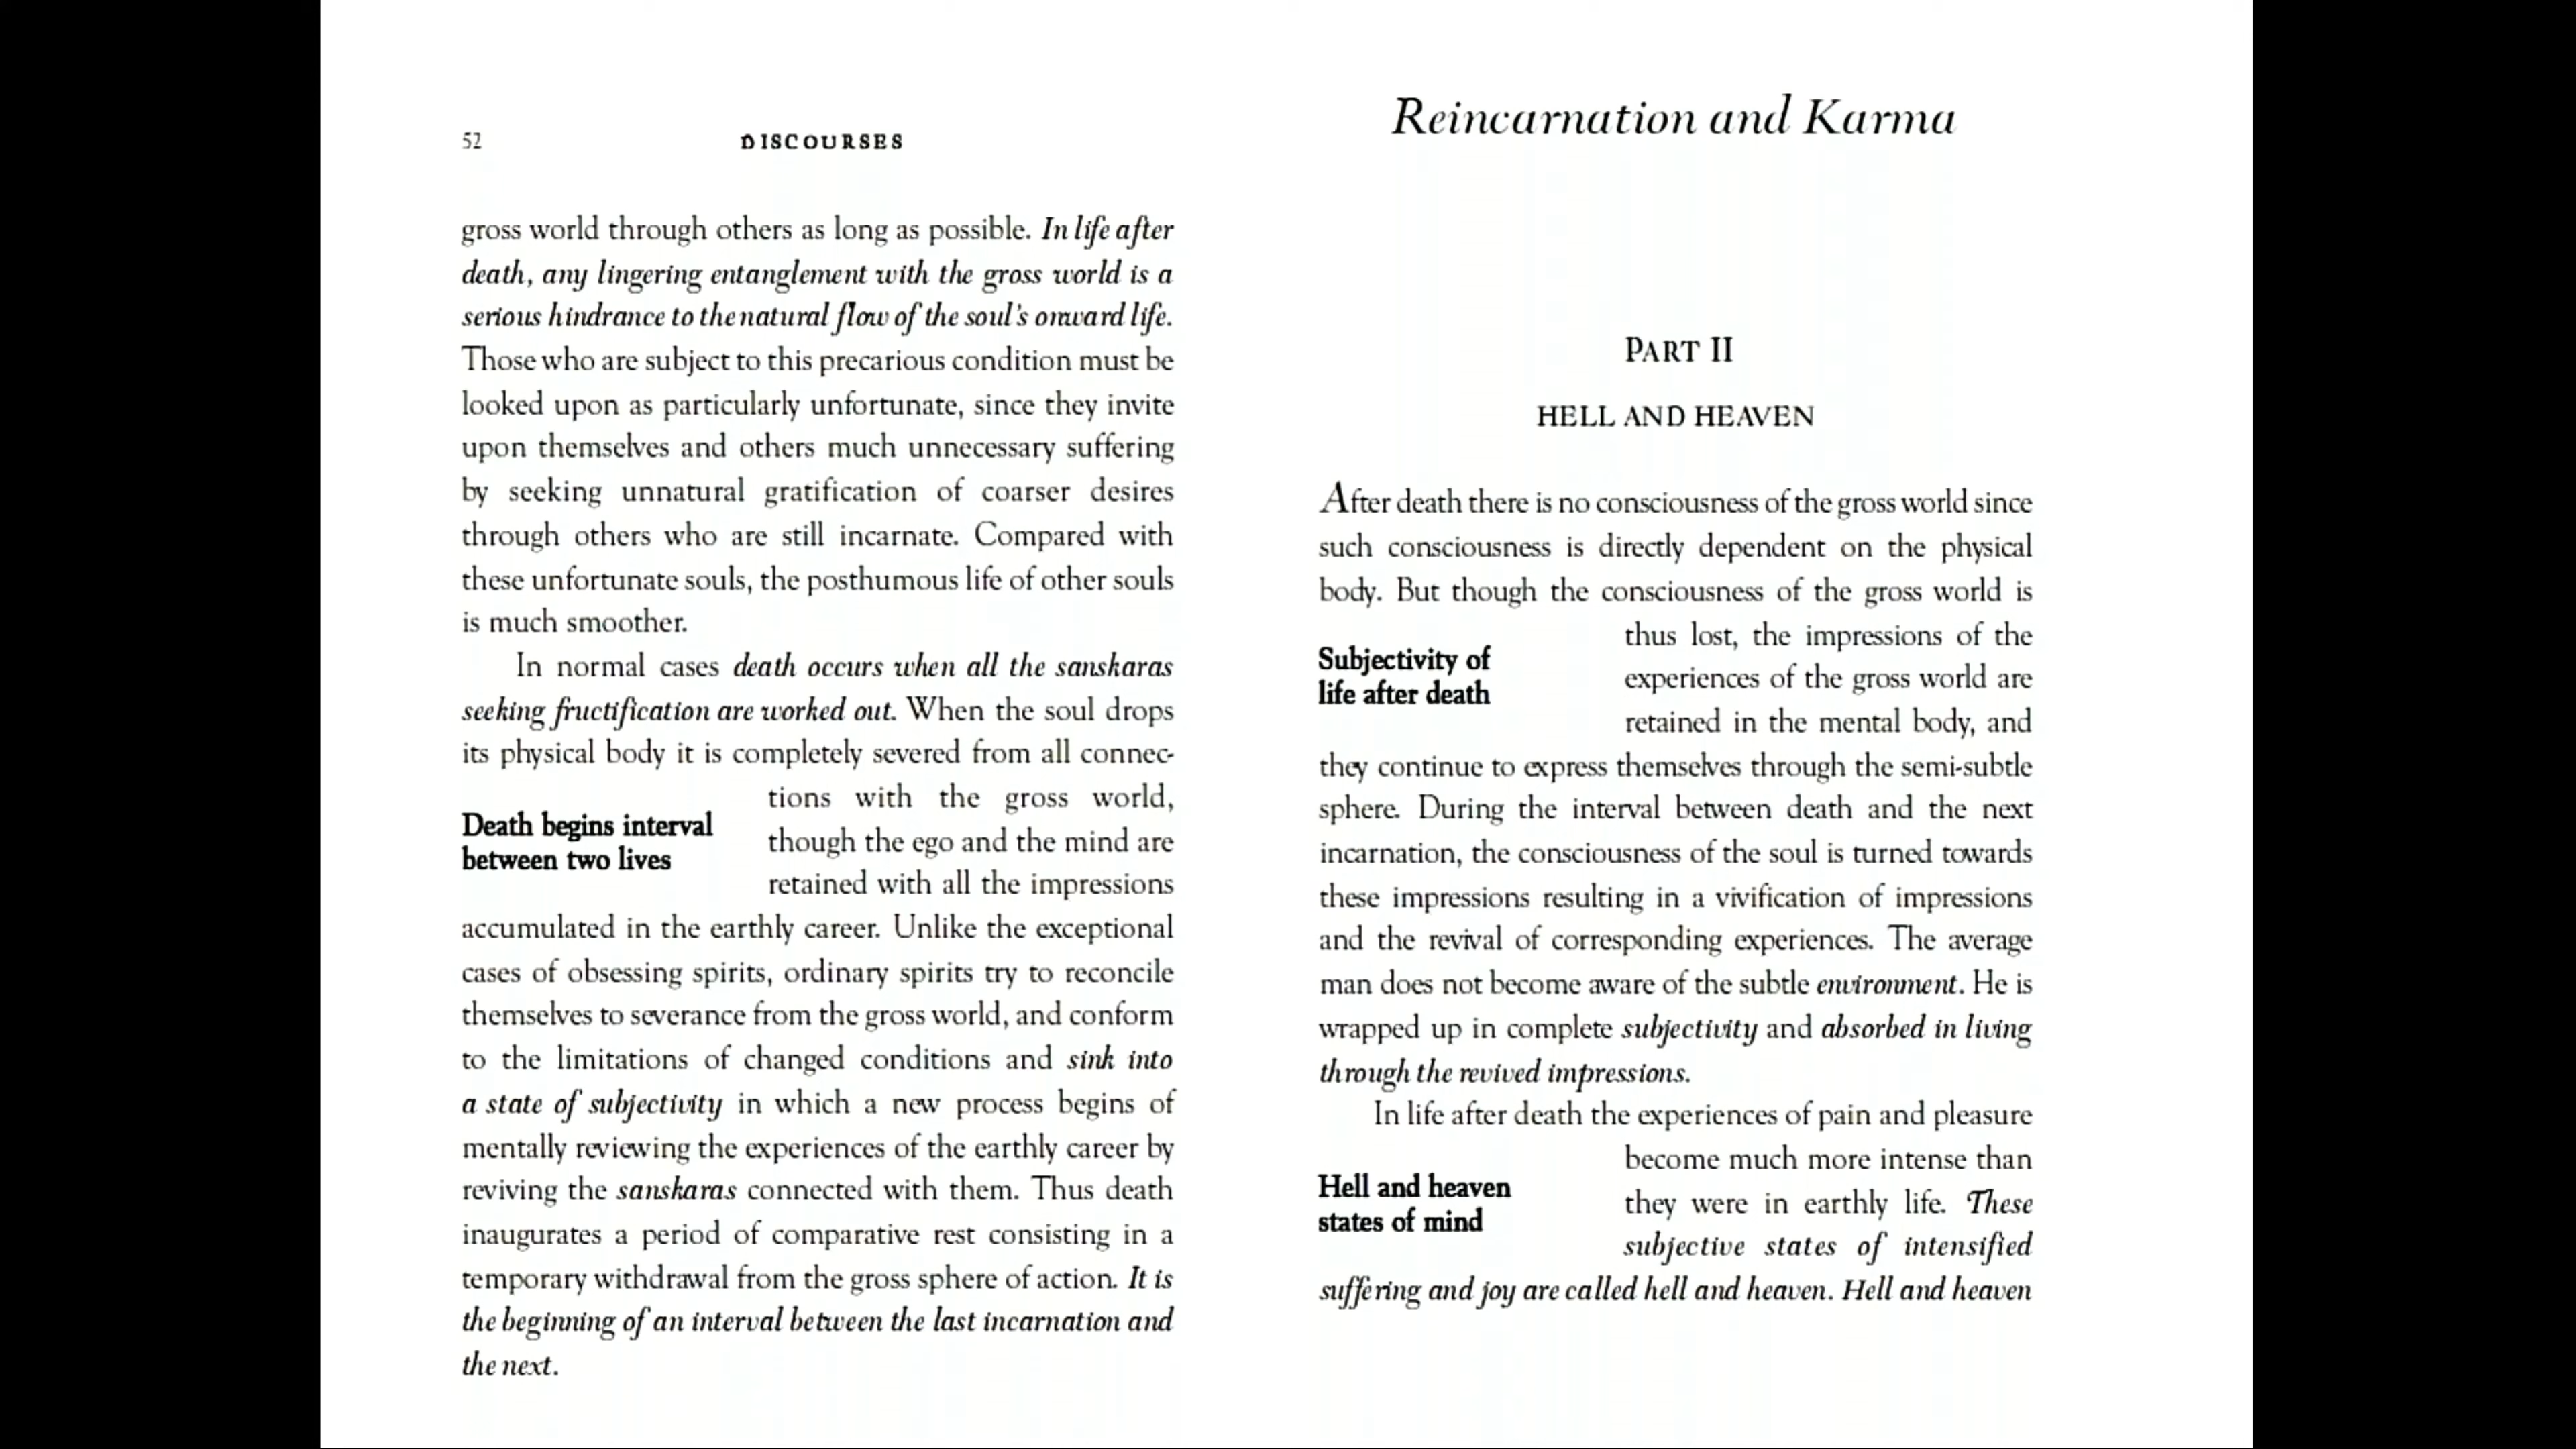 52
DISCOURSES
gross world through others as long as possible. In life after
death, any lingering entanglement with the gross world is a
serious hindrance to the natural flow of the soul's onward life.
Those who are subject to this precarious condition must be
looked upon as particularly unfortunate, since they invite
upon themselves and others much unnecessary suffering
by seeking unnatural gratification of coarser desires
through others who are still incarnate. Compared with
these unfortunate souls, the posthumous life of other souls
is much smoother.
In normal cases death occurs when all the sanskaras
seeking fructification are worked out. When the soul drops
its physical body it is completely severed from all connec-
Death begins interval
between two lives
tions with the gross world,
though the ego and the mind are
retained with all the impressions
accumulated in the earthly career. Unlike the exceptional
cases of obsessing spirits, ordinary spirits try to reconcile
themselves to severance from the gross world, and conform
to the limitations of changed conditions and sink into
a state of subjectivity in which a new process begins of
mentally reviewing the experiences of the earthly career by
reviving the sanskaras connected with them. Thus death
inaugurates a period of comparative rest consisting in a
temporary withdrawal from the gross sphere of action. It is
the beginning of an interval between the last incarnation and
the next.
Reincarnation and Karma
PART II
HELL AND HEAVEN
After death there is no consciousness of the gross world since
such consciousness is directly dependent on the physical
body. But though the consciousness of the gross world is
Subjectivity of
life after death
thus lost, the impressions of the
experiences of the gross world are
retained in the mental body, and
they continue to express themselves through the semi-subtle
sphere. During the interval between death and the next
incarnation, the consciousness of the soul is turned towards
these impressions resulting in a vivification of impressions
and the revival of corresponding experiences. The average
man does not become aware of the subtle environment. He is
wrapped up in complete subjectivity and absorbed in living
through the revived impressions.
In life after death the experiences of pain and pleasure
Hell and heaven
states of mind
become much more intense than
they were in earthly life. These
subjective states of intensified
suffering and joy are called hell and heaven. Hell and heaven